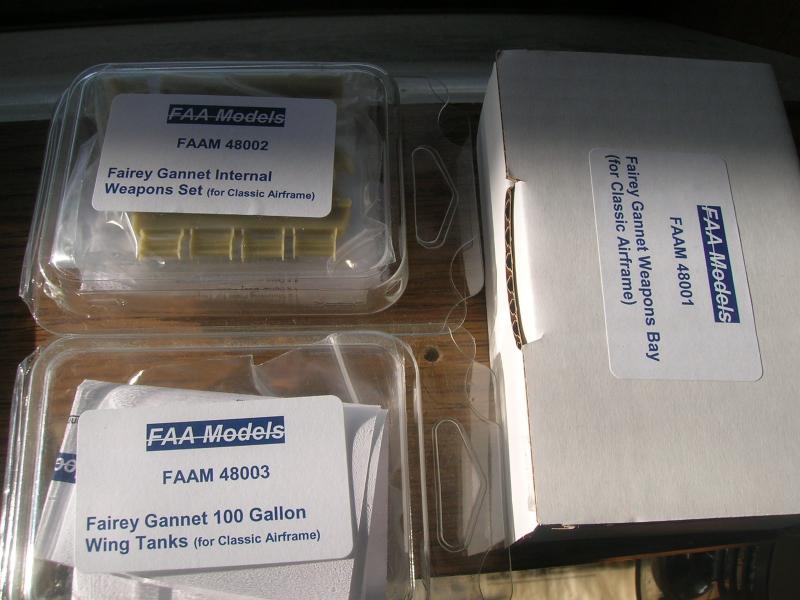 FAA Models
FAAM 48002
Fairey Gannet Internal
Weapons Set (for Classic Airframe)
FAA Models
FAAM 48003
Fairey Gannet 100 Gallon
Wing Tanks (for Classic Airframe)
FAA Models
FAAM 48001
Fairey Gannet Weapons Bay
(for Classic Airframe)